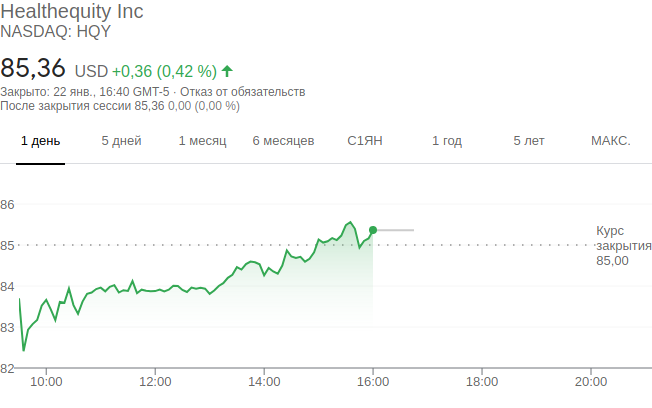 Healthequity Inc
NASDAQ: HQY
85,36 USD +0,36 (0,42 %)
Закрыто: 22 янв., 16:40 GMT-5 · Отказ от обязательств
После закрытия сессии 85,36 0,00 (0,00 %)
1 день 5 дней 1 месяц 6 месяцев С1ЯН 1 год 5 лет МАКС.
86
Курс
85 закрытия
85,00
84
83
82
10:00 12:00 14:00 16:00 18:00 20:00